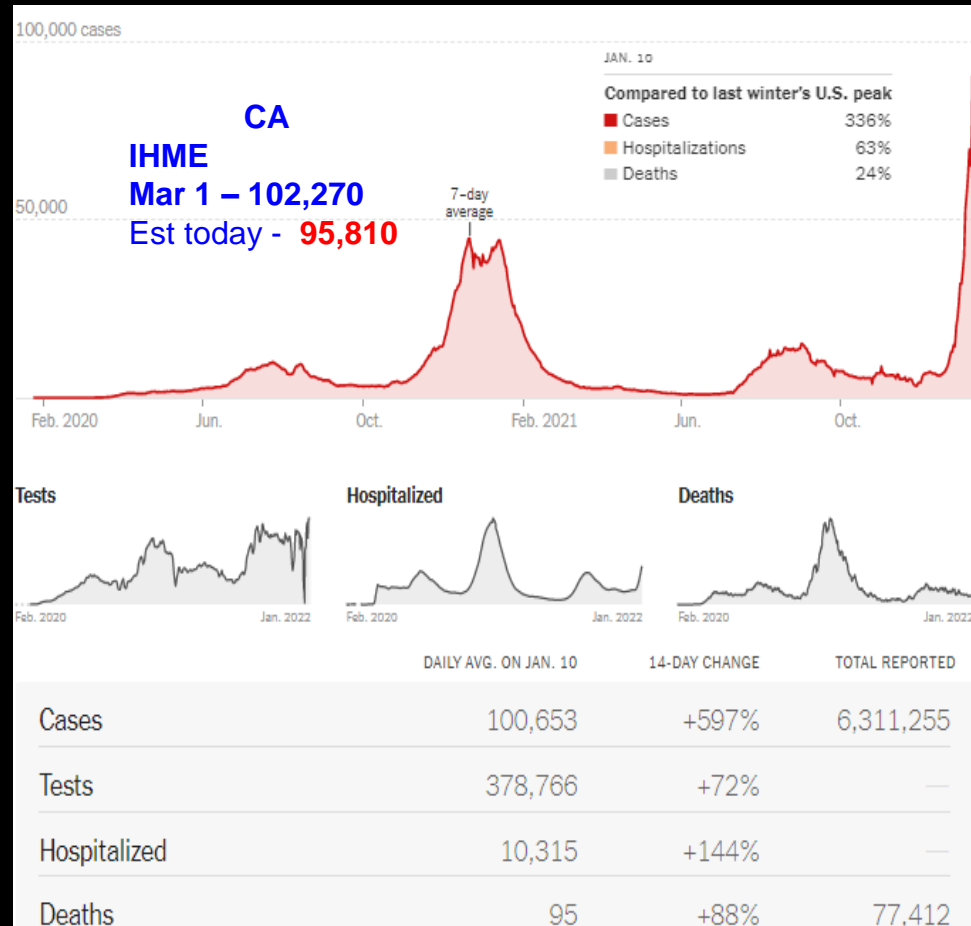 100,000 cases
JAN. 10
Compared to last winter's U.S. peak
Cases 336%
Hospitalizations 63%
Deaths 24%
CA
IHME
Mar 1 – 102,270
Est today - 95,810
50,000
7-day
average
Feb. 2020 Jun. Oct. Feb. 2021 Jun. Oct.
Tests Hospitalized Deaths
Feb. 2020 Jan. 2022 Feb. 2020 Jan. 2022 Feb. 2020 Jan. 2022
DAILY AVG. ON JAN. 10 14-DAY CHANGE TOTAL REPORTED
Cases 100,653 +597% 6,311,255
Tests 378,766 +72% —
Hospitalized 10,315 +144% —
Deaths 95 +88% 77,412